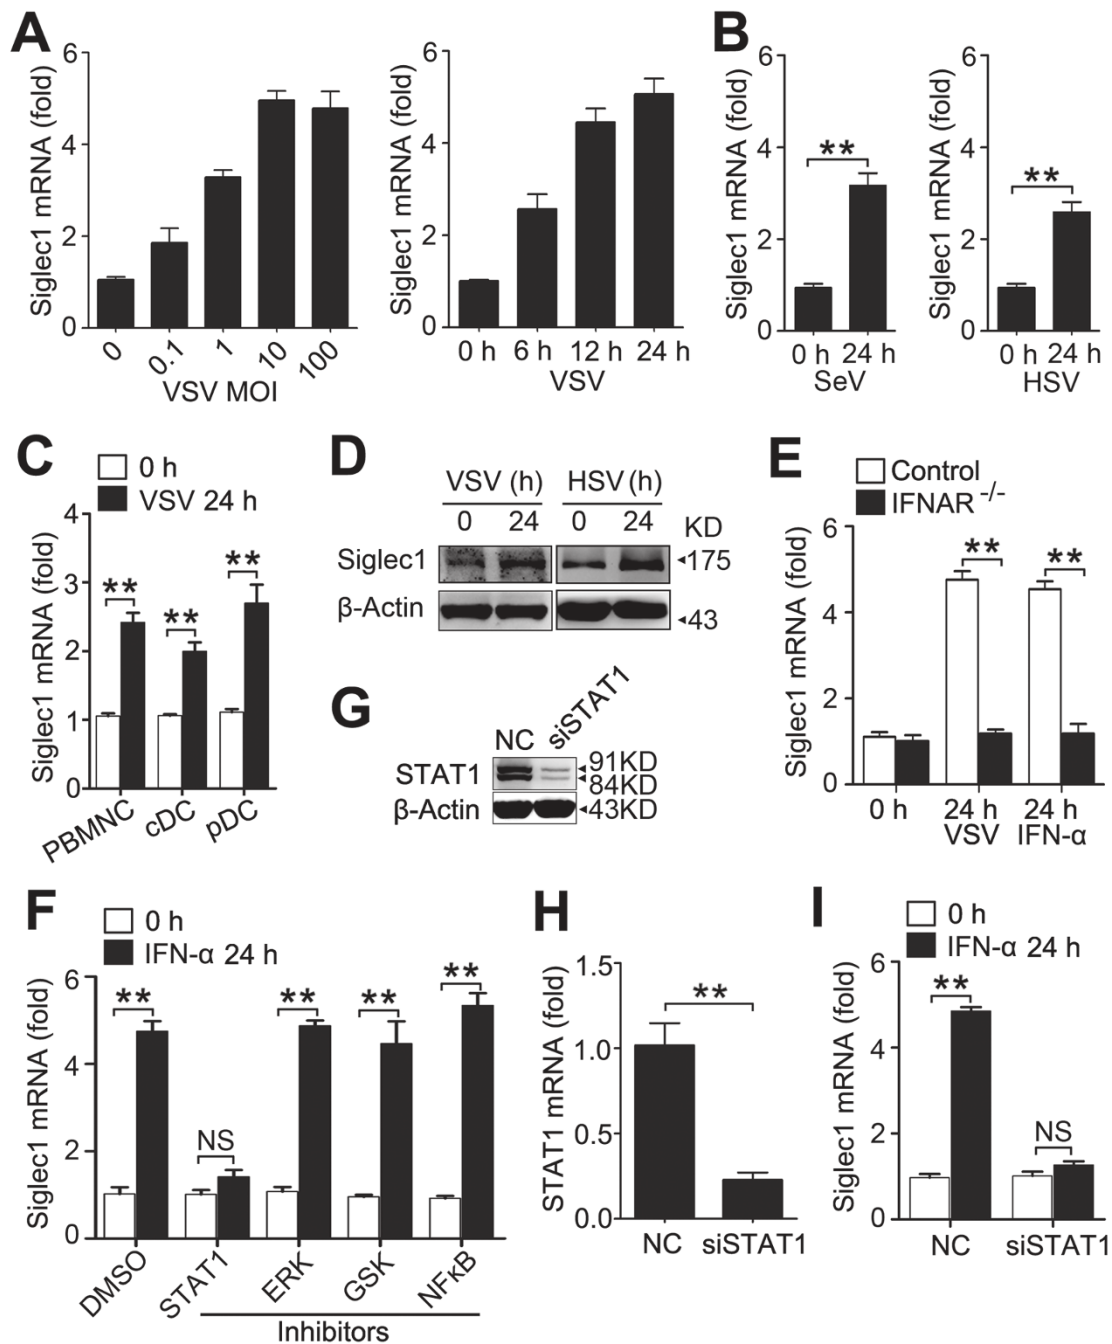 A
Siglec1 mRNA (fold)
6
4
2
0
0
0.1
1
10
100
VSV MOI
Siglec1 mRNA (fold)
6
4
2
0
0 h
6 h
12 h
24 h
VSV
B
Siglec1 mRNA (fold)
6
4
2
0
**
0 h
24 h
SeV
Siglec1 mRNA (fold)
6
4
2
0
**
0 h
24 h
HSV
C
0 h
VSV 24 h
Siglec1 mRNA (fold)
4
3
2
1
0
**
**
**
PBMNC
cDC
pDC
D
VSV (h)
HSV (h)
0
24
0
24
KD
Siglec1
◂175
β-Actin
◂43
E
Control
IFNAR -/-
Siglec1 mRNA (fold)
6
4
2
0
**
**
0 h
24 h
VSV
24 h
IFN-α
G
NC
siSTAT1
STAT1
◂91KD
◂84KD
β-Actin
◂43KD
F
0 h
IFN-α 24 h
Siglec1 mRNA (fold)
6
4
2
0
**
NS
**
**
**
DMSO
STAT1
ERK
GSK
NFκB
Inhibitors
H
STAT1 mRNA (fold)
1.5
1.0
0.5
0.0
**
NC
siSTAT1
I
0 h
IFN-α 24 h
Siglec1 mRNA (fold)
6
4
2
0
**
NS
NC
siSTAT1